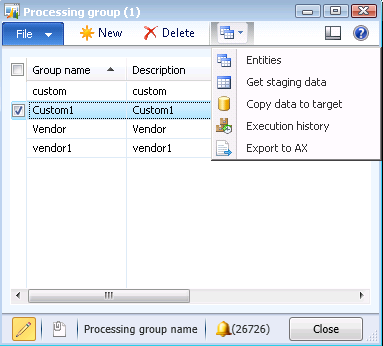 Processing group (1)
File New Delete
Group name Description
custom custom
Custom1 Custom1
Vendor Vendor
vendor1 vendor1
Entities
Get staging data
Copy data to target
Execution history
Export to AX
Processing group name (26726) Close